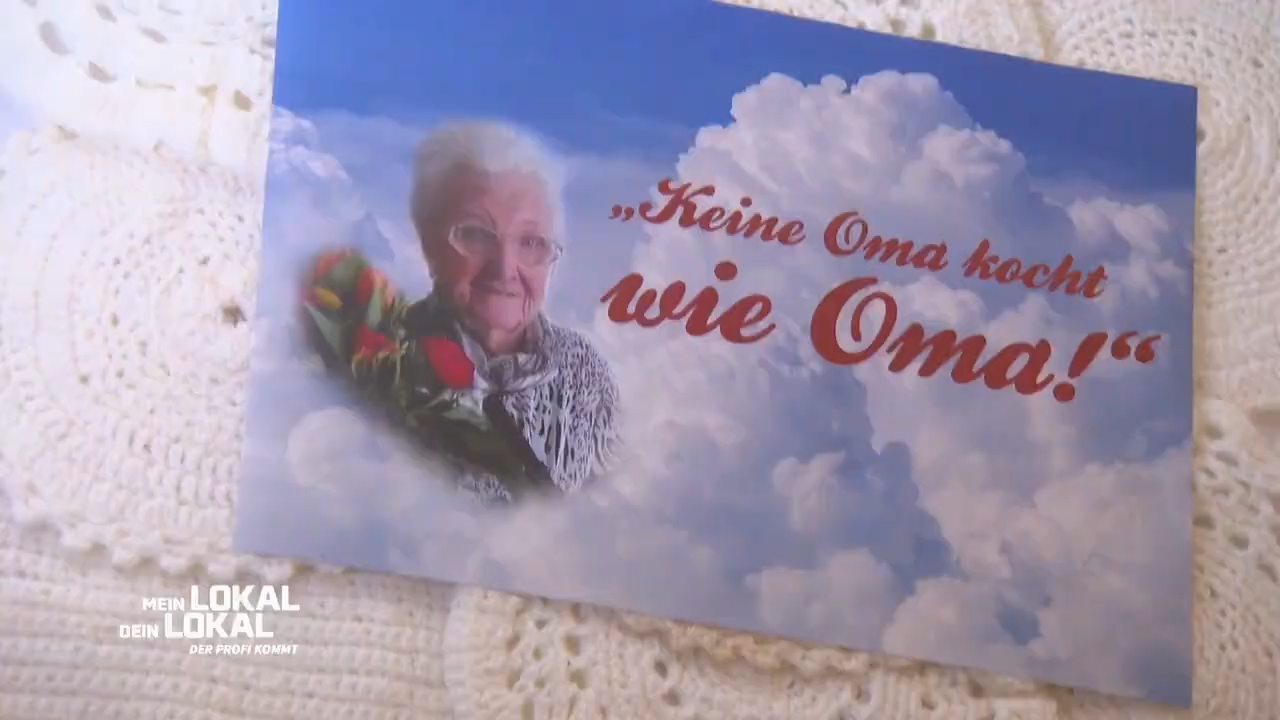 „Keine Oma kocht
wie Oma!“
MEIN LOKAL
DEIN LOKAL
DER PROFI KOMMT